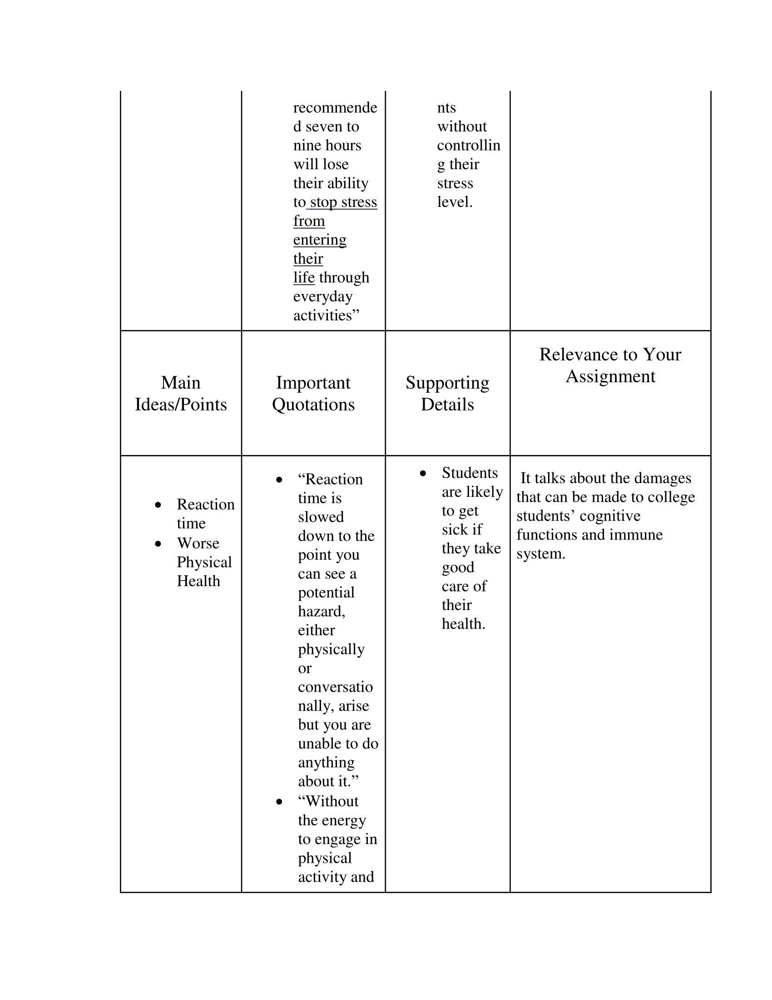 recommende
d seven to
nine hours
will lose
their ability
to stop stress
from
entering
their
life through
everyday
activities”
nts
without
controllin
g their
stress
level.
Main
Ideas/Points
Important
Quotations
Supporting
Details
Relevance to Your
Assignment
• Reaction
time
• Worse
Physical
Health
• “Reaction
time is
slowed
down to the
point you
can see a
potential
hazard,
either
physically
or
conversatio
nally, arise
but you are
unable to do
anything
about it.”
• “Without
the energy
to engage in
physical
activity and
• Students
are likely
to get
sick if
they take
good
care of
their
health.
It talks about the damages
that can be made to college
students’ cognitive
functions and immune
system.